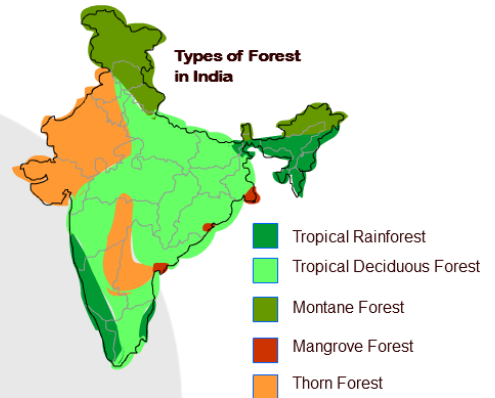 Types of Forest
in India
Tropical Rainforest
Tropical Deciduous Forest
Montane Forest
Mangrove Forest
Thorn Forest